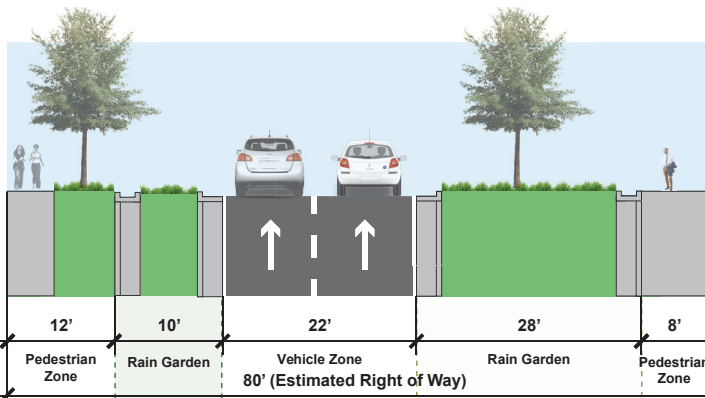 12' 10' 22' 28' 8'
Pedestrian Zone
Rain Garden
Vehicle Zone
Rain Garden
Pedestrian Zone
80' (Estimated Right of Way)